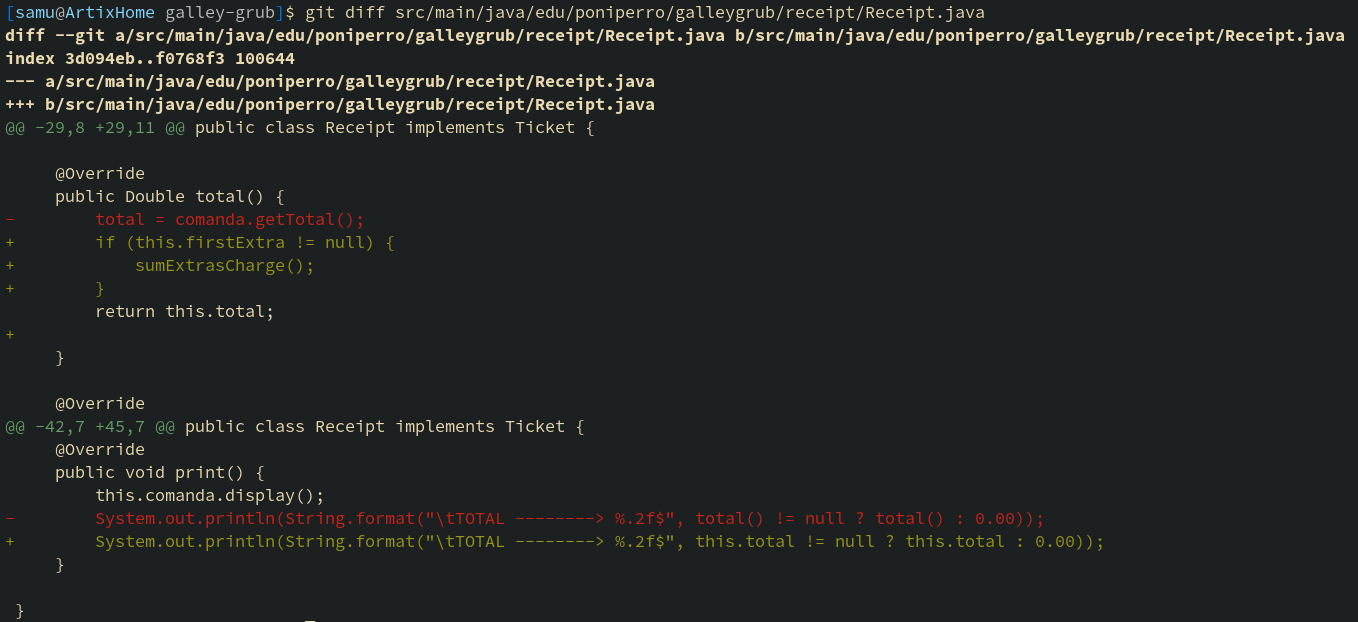 [samu@ArtixHome galley-grub]$ git diff src/main/java/edu/poniperro/galleygrub/receipt/Receipt.java
diff --git a/src/main/java/edu/poniperro/galleygrub/receipt/Receipt.java b/src/main/java/edu/poniperro/galleygrub/receipt/Receipt.java
index 3d094eb..f0768f3 100644
--- a/src/main/java/edu/poniperro/galleygrub/receipt/Receipt.java
+++ b/src/main/java/edu/poniperro/galleygrub/receipt/Receipt.java
@@ -29,8 +29,11 @@ public class Receipt implements Ticket {

     @Override
     public Double total() {
-        total = comanda.getTotal();
+        if (this.firstExtra != null) {
+            sumExtrasCharge();
+        }
         return this.total;
+
     }

     @Override
@@ -42,7 +45,7 @@ public class Receipt implements Ticket {
     @Override
     public void print() {
         this.comanda.display();
-        System.out.println(String.format("\tTOTAL --------> %.2f$", total() != null ? total() : 0.00));
+        System.out.println(String.format("\tTOTAL --------> %.2f$", this.total != null ? this.total : 0.00));
     }

 }